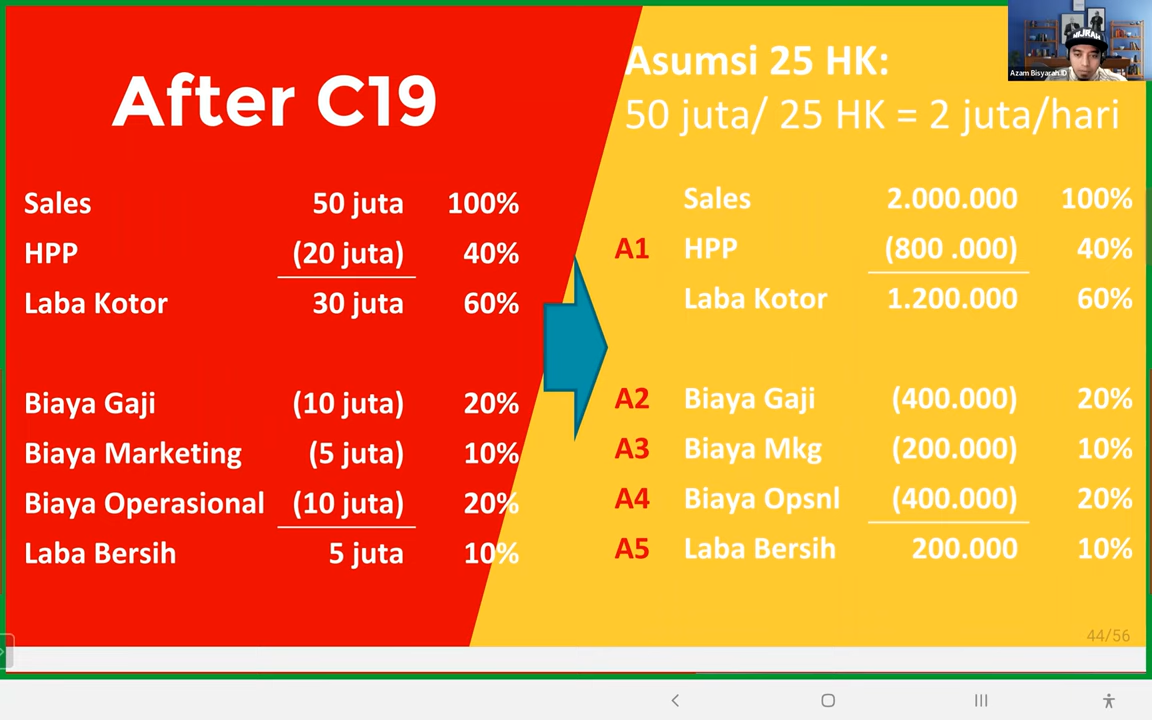 After C19
Sales 50 juta 100%
HPP (20 juta) 40%
Laba Kotor 30 juta 60%
Biaya Gaji (10 juta) 20%
Biaya Marketing (5 juta) 10%
Biaya Operasional (10 juta) 20%
Laba Bersih 5 juta 10%
Asumsi 25 HK:
50 juta/ 25 HK = 2 juta/hari
Sales 2.000.000 100%
A1 HPP (800 .000) 40%
Laba Kotor 1.200.000 60%
A2 Biaya Gaji (400.000) 20%
A3 Biaya Mkg (200.000) 10%
A4 Biaya Opsnl (400.000) 20%
A5 Laba Bersih 200.000 10%
44/56
HIJRAH
Azam Bisyarah.ID